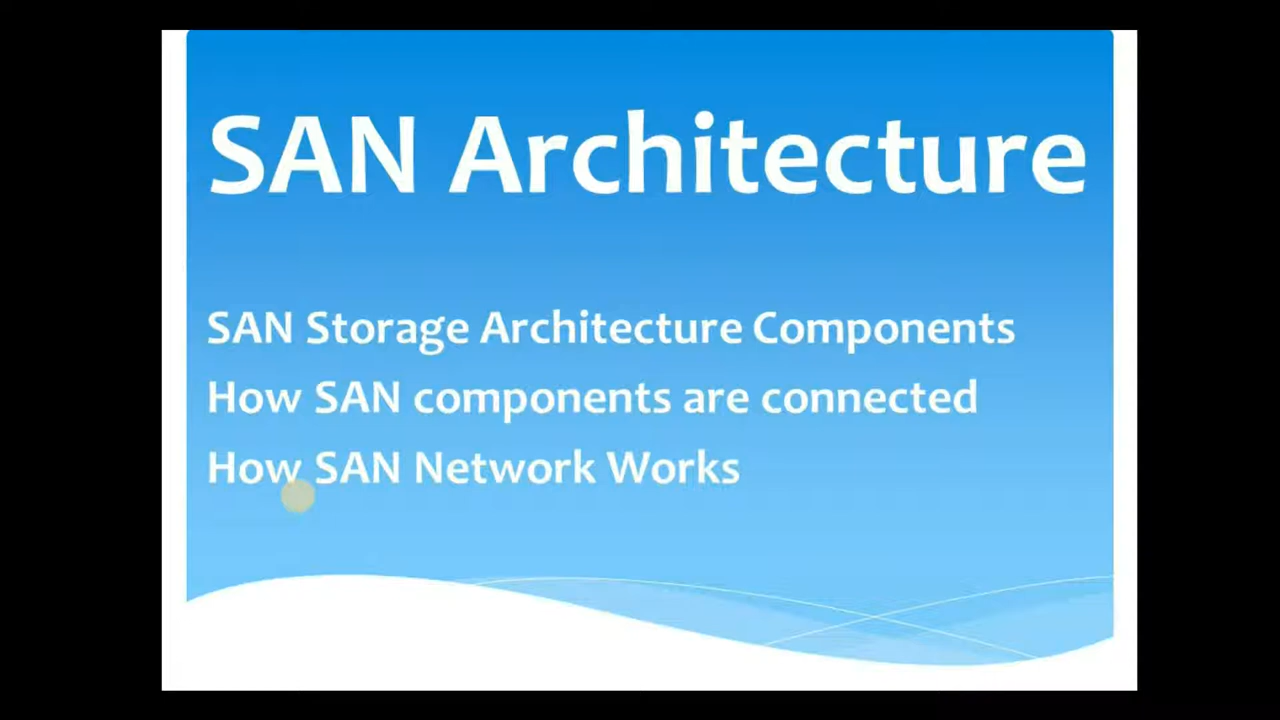 SAN Architecture
SAN Storage Architecture Components
How SAN components are connected
How SAN Network Works